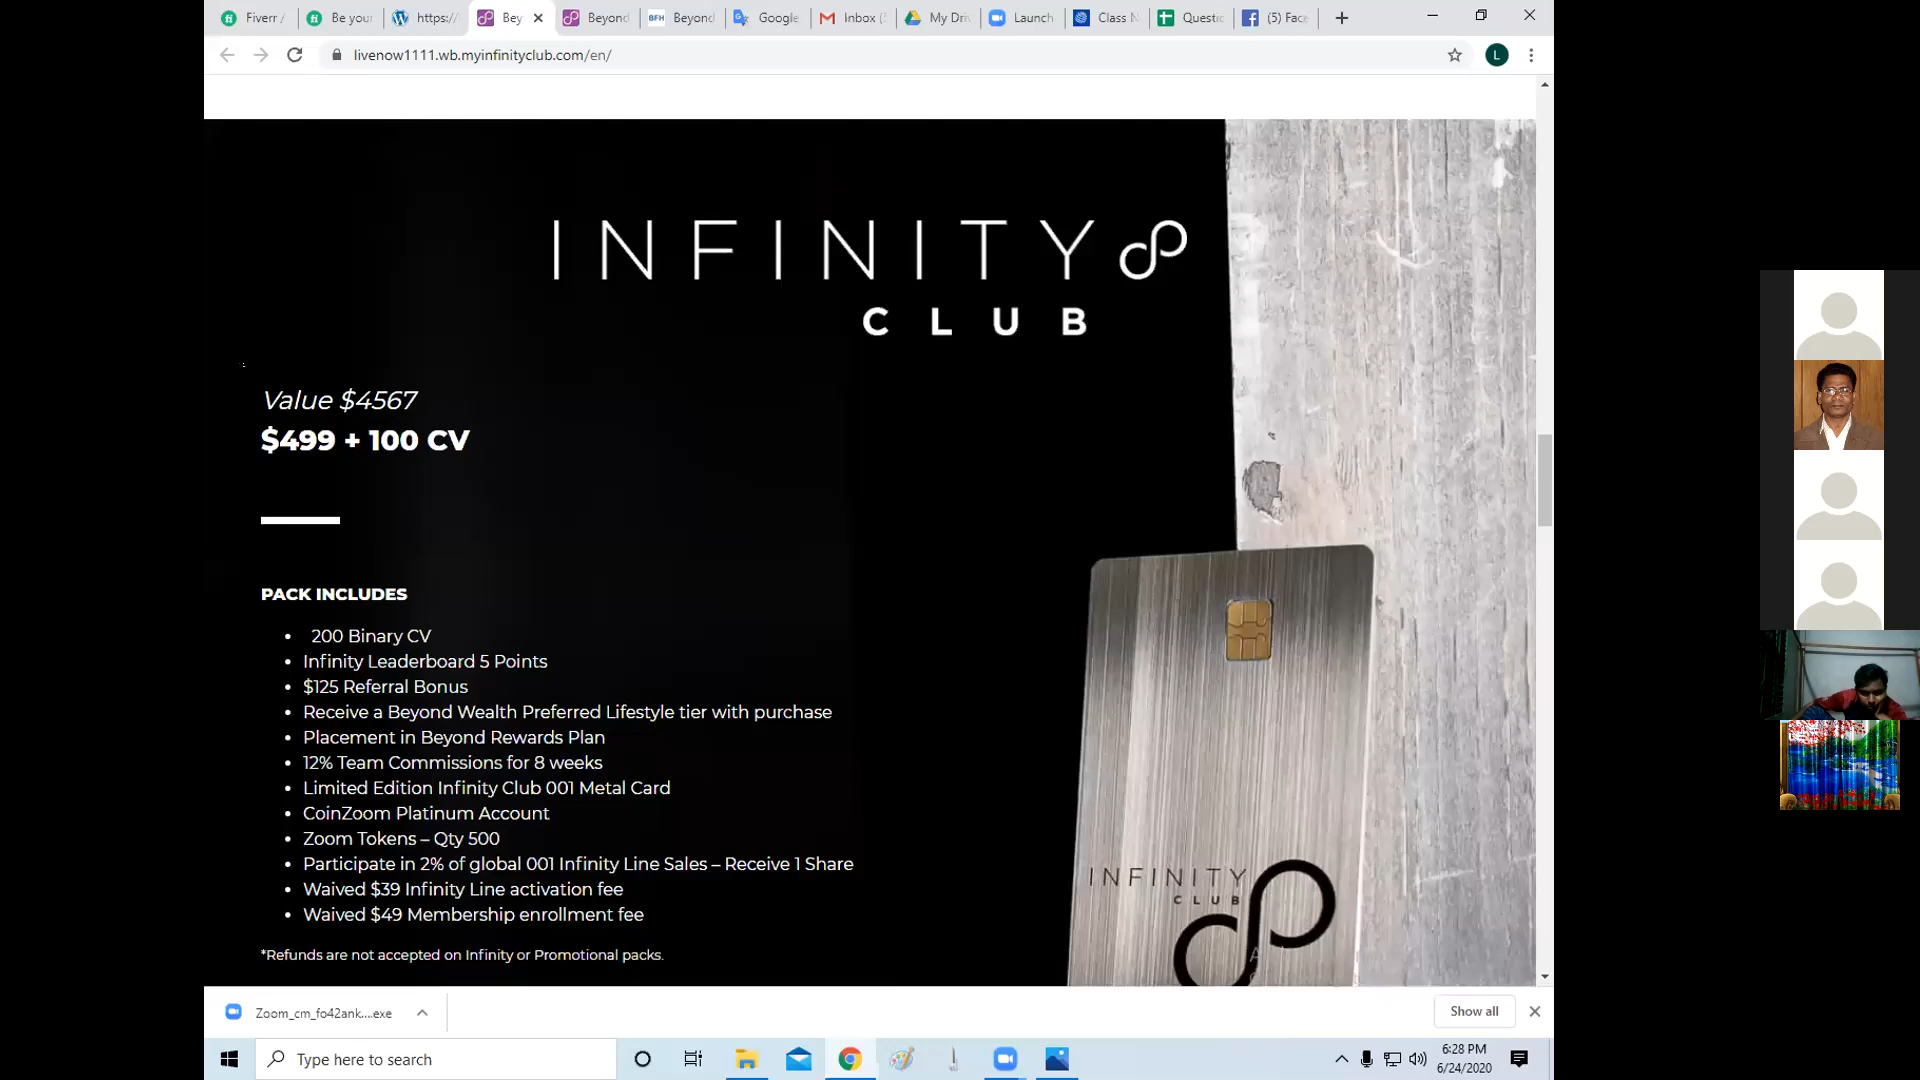 Fiverr /
Be your
https:/
Bey
Beyond
BFH
Beyond
Google
Inbox (5
My Driv
Launch
Class N
Questic
(5) Face
livenow1111.wb.myinfinityclub.com/en/
L
INFINITY
CLUB
Value $4567
$499 + 100 CV
PACK INCLUDES
• 200 Binary CV
• Infinity Leaderboard 5 Points
• $125 Referral Bonus
• Receive a Beyond Wealth Preferred Lifestyle tier with purchase
• Placement in Beyond Rewards Plan
• 12% Team Commissions for 8 weeks
• Limited Edition Infinity Club 001 Metal Card
• CoinZoom Platinum Account
• Zoom Tokens – Qty 500
• Participate in 2% of global 001 Infinity Line Sales – Receive 1 Share
• Waived $39 Infinity Line activation fee
• Waived $49 Membership enrollment fee
*Refunds are not accepted on Infinity or Promotional packs.
INFINITY
CLUB
Zoom_cm_fo42ank....exe
Show all
Type here to search
6:28 PM
6/24/2020